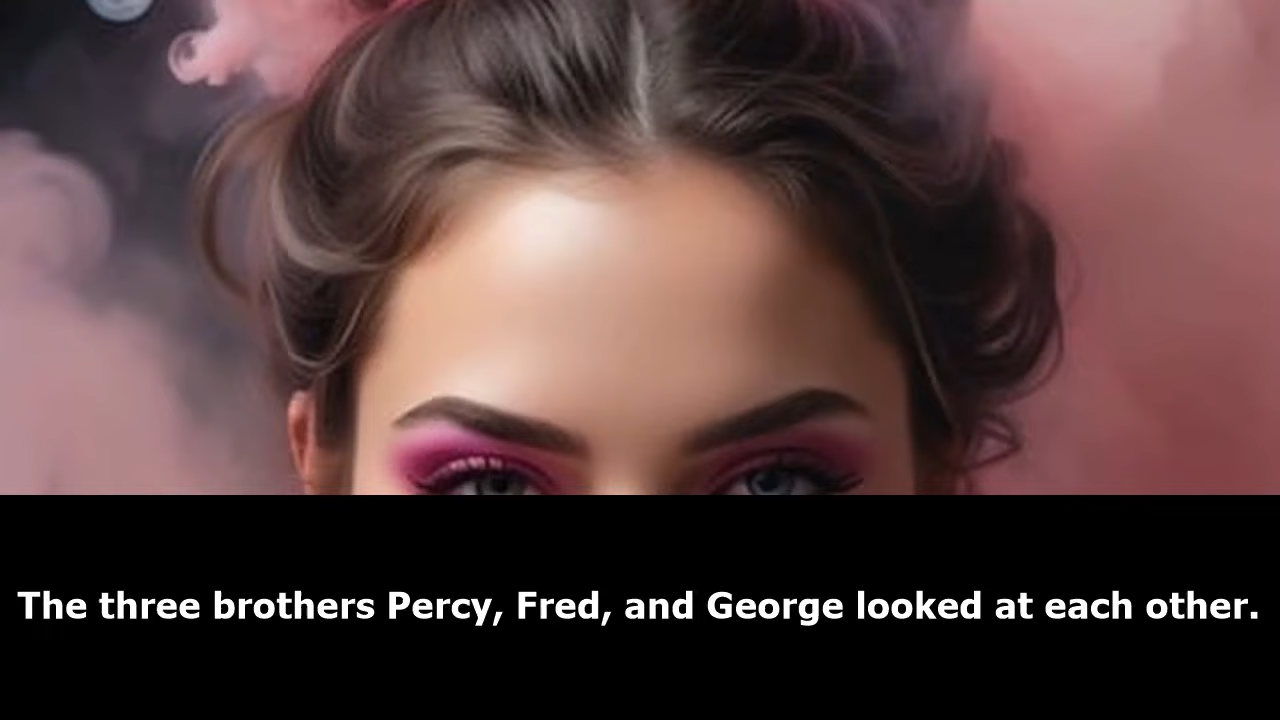 The three brothers Percy, Fred, and George looked at each other.